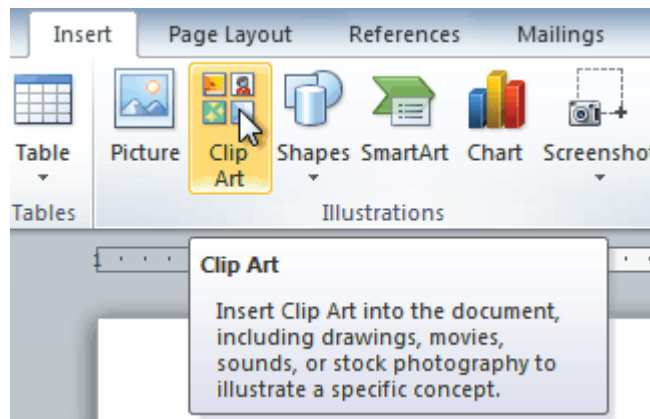 Insert Page Layout References Mailings
Table Picture Clip Art Shapes SmartArt Chart
Tables Illustrations
1
Clip Art
Insert Clip Art into the document,
including drawings, movies,
sounds, or stock photography to
illustrate a specific concept.